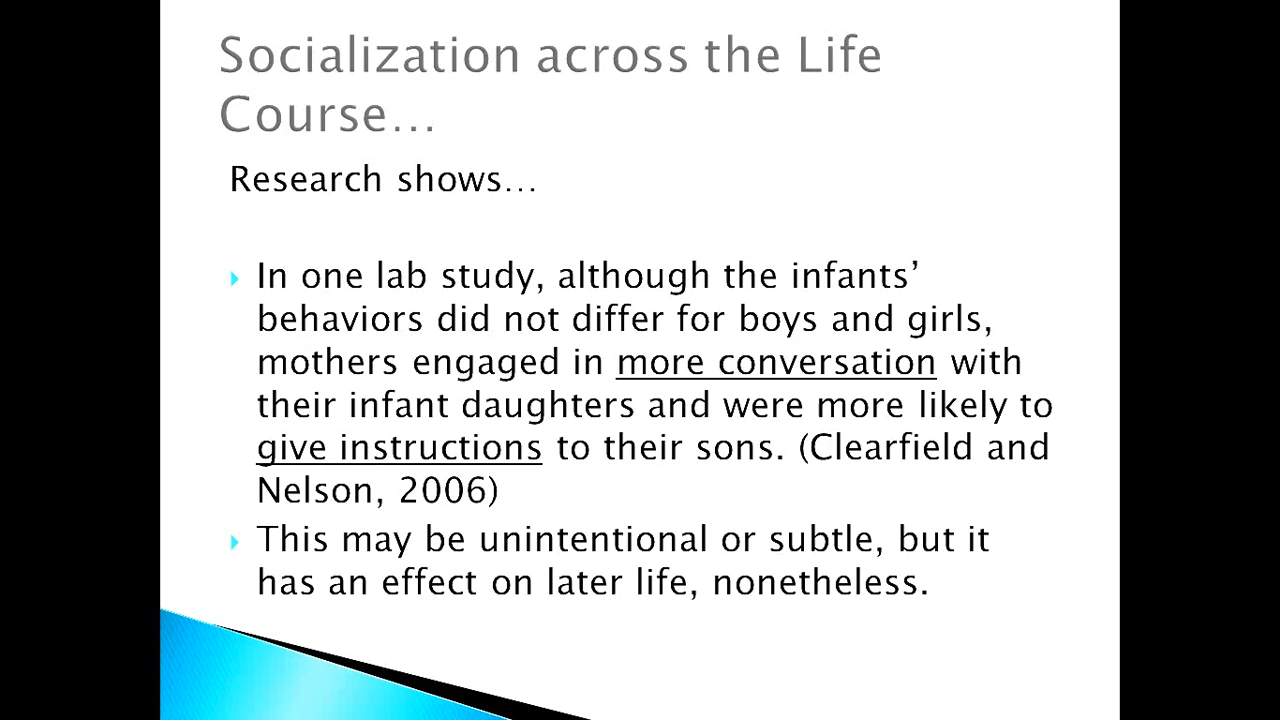 Socialization across the Life
Course…
Research shows…
In one lab study, although the infants’
behaviors did not differ for boys and girls,
mothers engaged in more conversation with
their infant daughters and were more likely to
give instructions to their sons. (Clearfield and
Nelson, 2006)
This may be unintentional or subtle, but it
has an effect on later life, nonetheless.